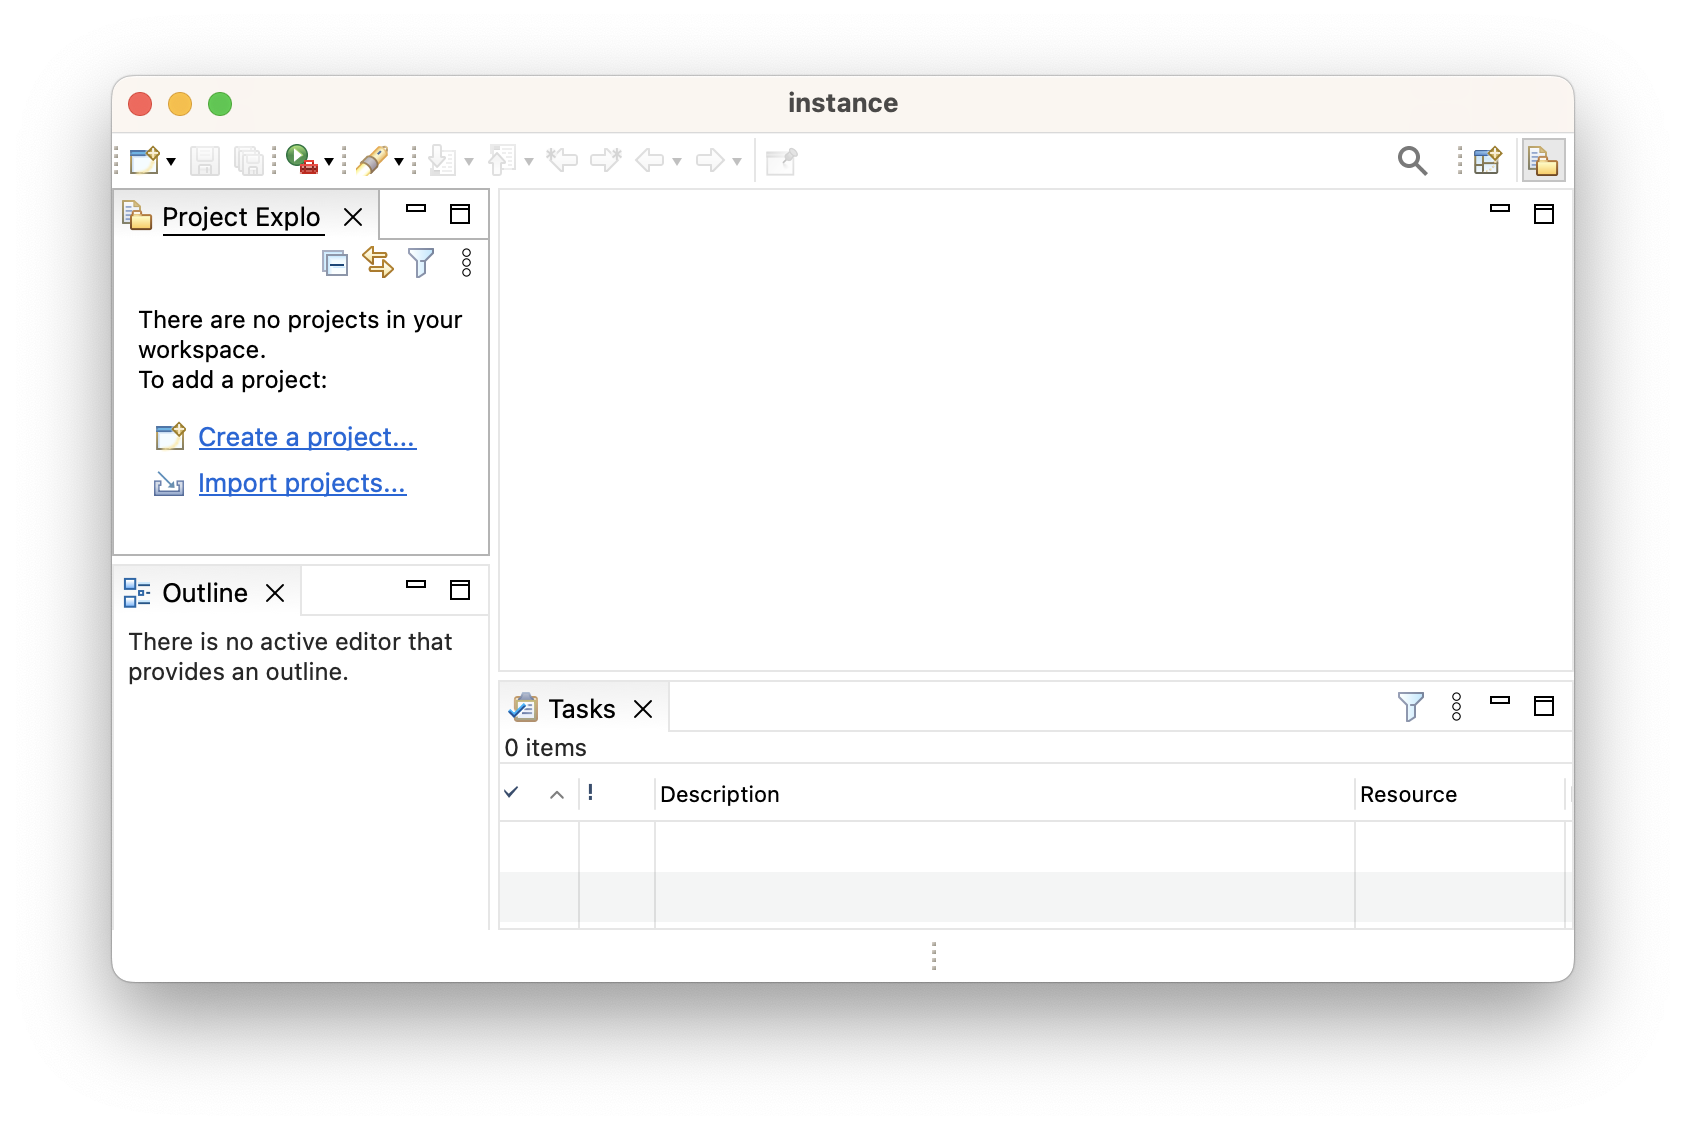 instance
Project Explo
There are no projects in your
workspace.
To add a project:
Create a project...
Import projects...
Outline
There is no active editor that
provides an outline.
Tasks
0 items
! Description Resource